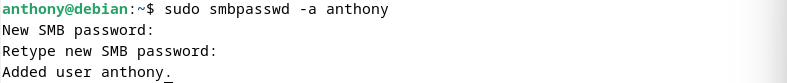 anthony@debian:~$ sudo smbpasswd -a anthony
New SMB password:
Retype new SMB password:
Added user anthony.